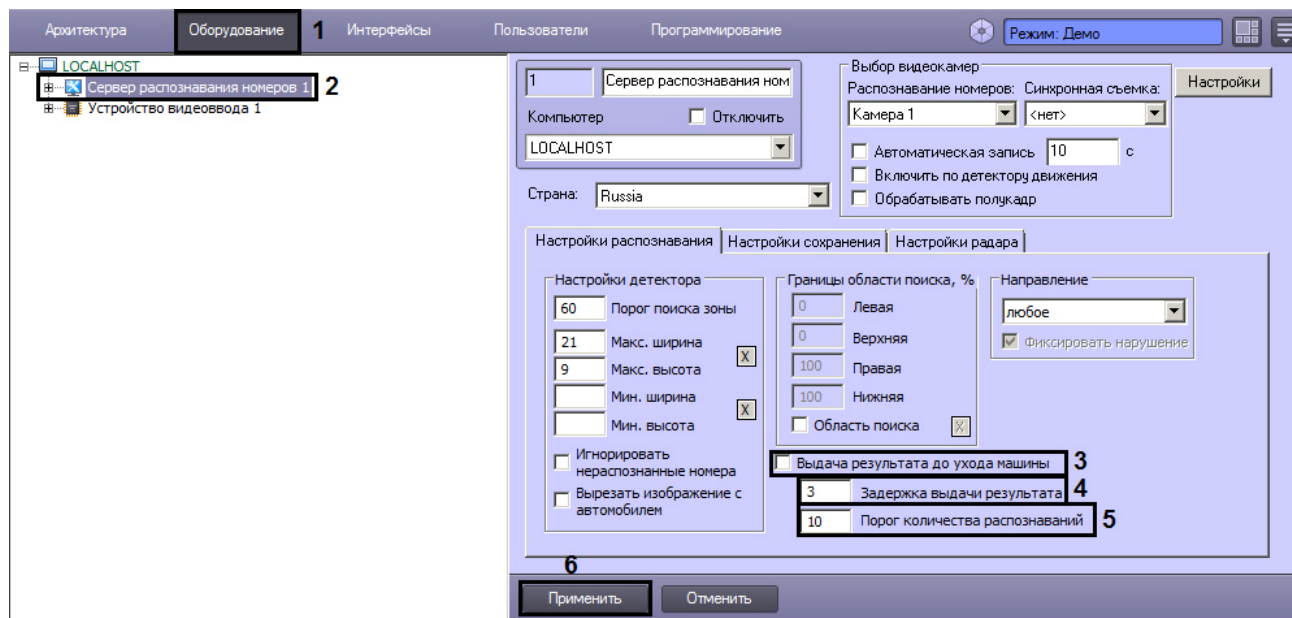 Архитектура Оборудование 1 Интерфейсы Пользователи Программирование Режим: Демо
LOCALHOST
Сервер распознавания номеров 1 2
Устройство видеоввода 1
1 Сервер распознавания ном
Компьютер Отключить
LOCALHOST
Страна: Russia
Выбор видеокамер
Распознавание номеров: Синхронная съемка:
Камера 1 <нет>
Автоматическая запись 10 с
Включить по детектору движения
Обрабатывать полукадр
Настройки
Настройки распознавания Настройки сохранения Настройки радара
Настройки детектора
60 Порог поиска зоны
21 Макс. ширина
X
9 Макс. высота
Мин. ширина
X
Мин. высота
Игнорировать
нераспознанные номера
Вырезать изображение с
автомобилем
Границы области поиска, %
0 Левая
0 Верхняя
100 Правая
100 Нижняя
Область поиска X
Направление
любое
Фиксировать нарушение
Выдача результата до ухода машины 3
3 Задержка выдачи результата 4
10 Порог количества распознаваний 5
6
Применить Отменить